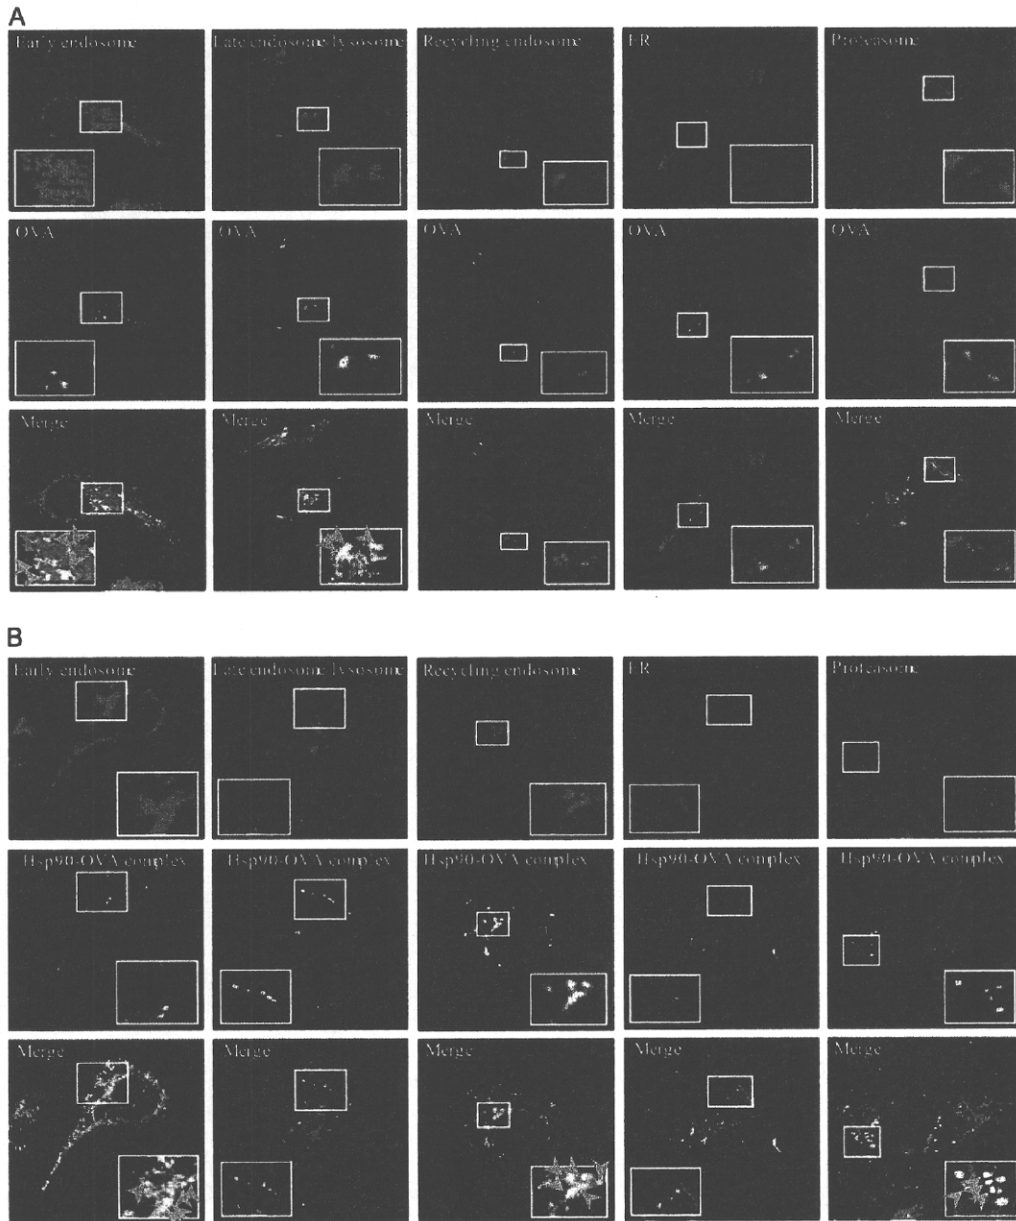 A
Early endosome
Late endosome lysosome
Recycling endosome
ER
Proteasome
OVA
OVA
OVA
OVA
OVA
Merge
Merge
Merge
Merge
Merge
B
Early endosome
Late endosome lysosome
Recycling endosome
ER
Proteasome
Hsp90-OVA complex
Hsp90-OVA complex
Hsp90-OVA complex
Hsp90-OVA complex
Hsp90-OVA complex
Merge
Merge
Merge
Merge
Merge